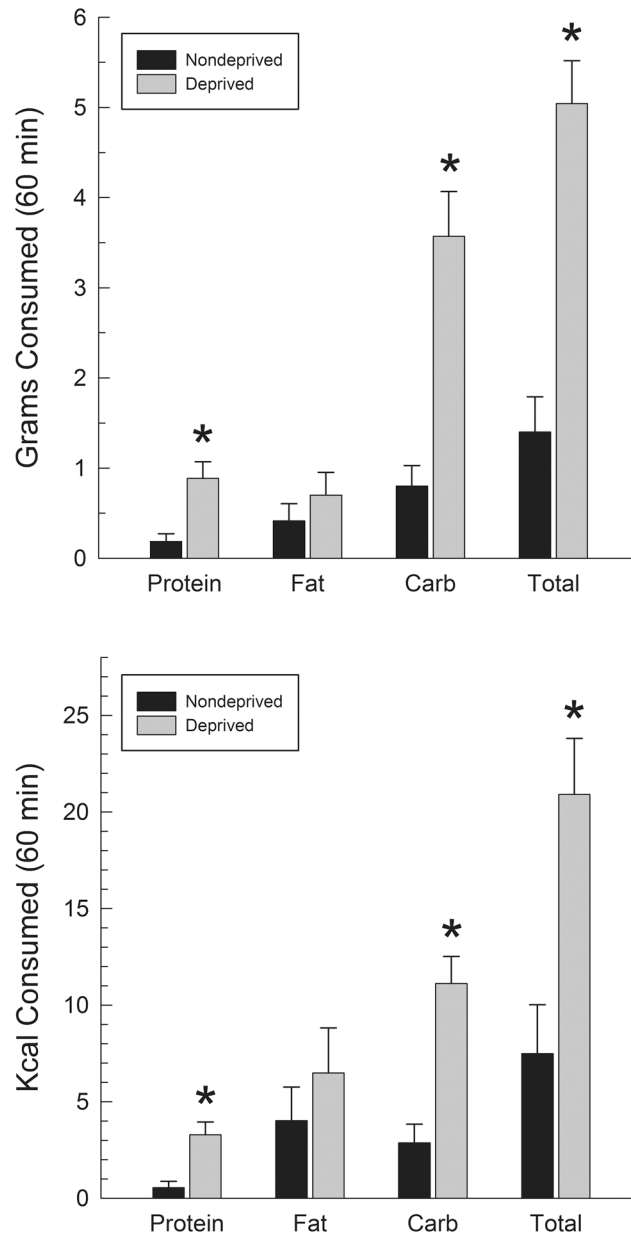 Grams Consumed (60 min)
6
5
4
3
2
1
0
Nondeprived
Deprived
*
*
*
Protein Fat Carb Total
Kcal Consumed (60 min)
25
20
15
10
5
0
Nondeprived
Deprived
*
*
*
Protein Fat Carb Total